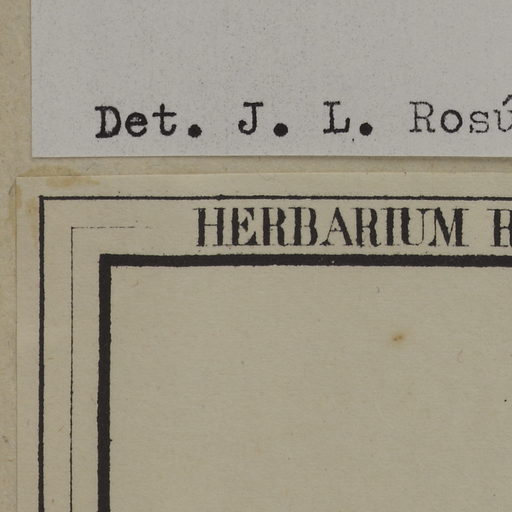 Det. J. L. Rosú
HERBARIUM